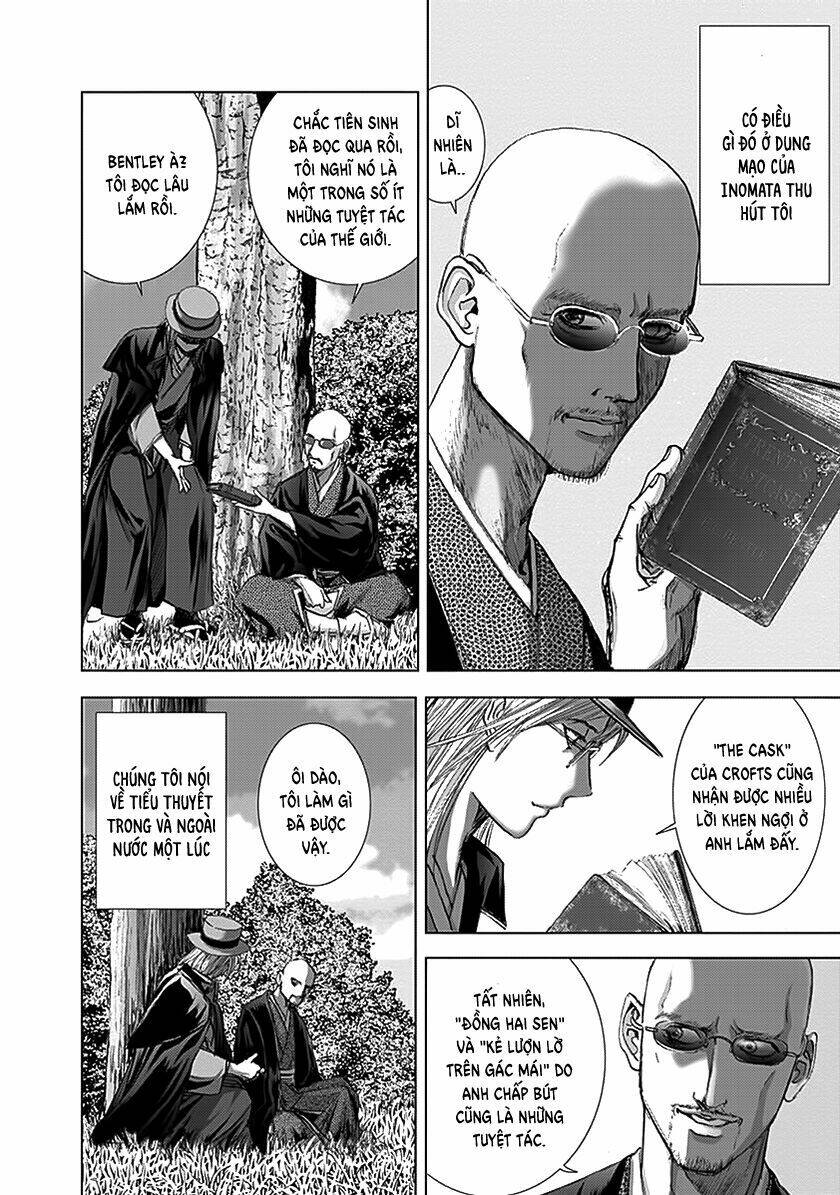 CÓ ĐIỀU
GÌ ĐÓ Ở DUNG
MẠO CỦA
INOMATA THU
HÚT TÔI
DĨ
NHIÊN
LÀ..
TRENT'S
LAST CASE
CHẮC TIÊN SINH
ĐÃ ĐỌC QUA RỒI,
TÔI NGHĨ NÓ LÀ
MỘT TRONG SỐ ÍT
NHỮNG TUYỆT TÁC
CỦA THẾ GIỚI.
BENTLEY À?
TÔI ĐỌC LÂU
LẮM RỒI.
"THE CASK"
CỦA CROFTS CŨNG
NHẬN ĐƯỢC NHIỀU
LỜI KHEN NGỢI Ở
ANH LẮM ĐẤY.
TẤT NHIÊN,
"ĐỒNG HAI SEN"
VÀ "KẺ LƯỢN LỜ
TRÊN GÁC MÁI" DO
ANH CHẤP BÚT
CŨNG LÀ NHỮNG
TUYỆT TÁC.
ÔI DÀO,
TÔI LÀM GÌ
ĐÃ ĐƯỢC
VẬY.
CHÚNG TÔI NÓI
VỀ TIỂU THUYẾT
TRONG VÀ NGOÀI
NƯỚC MỘT LÚC